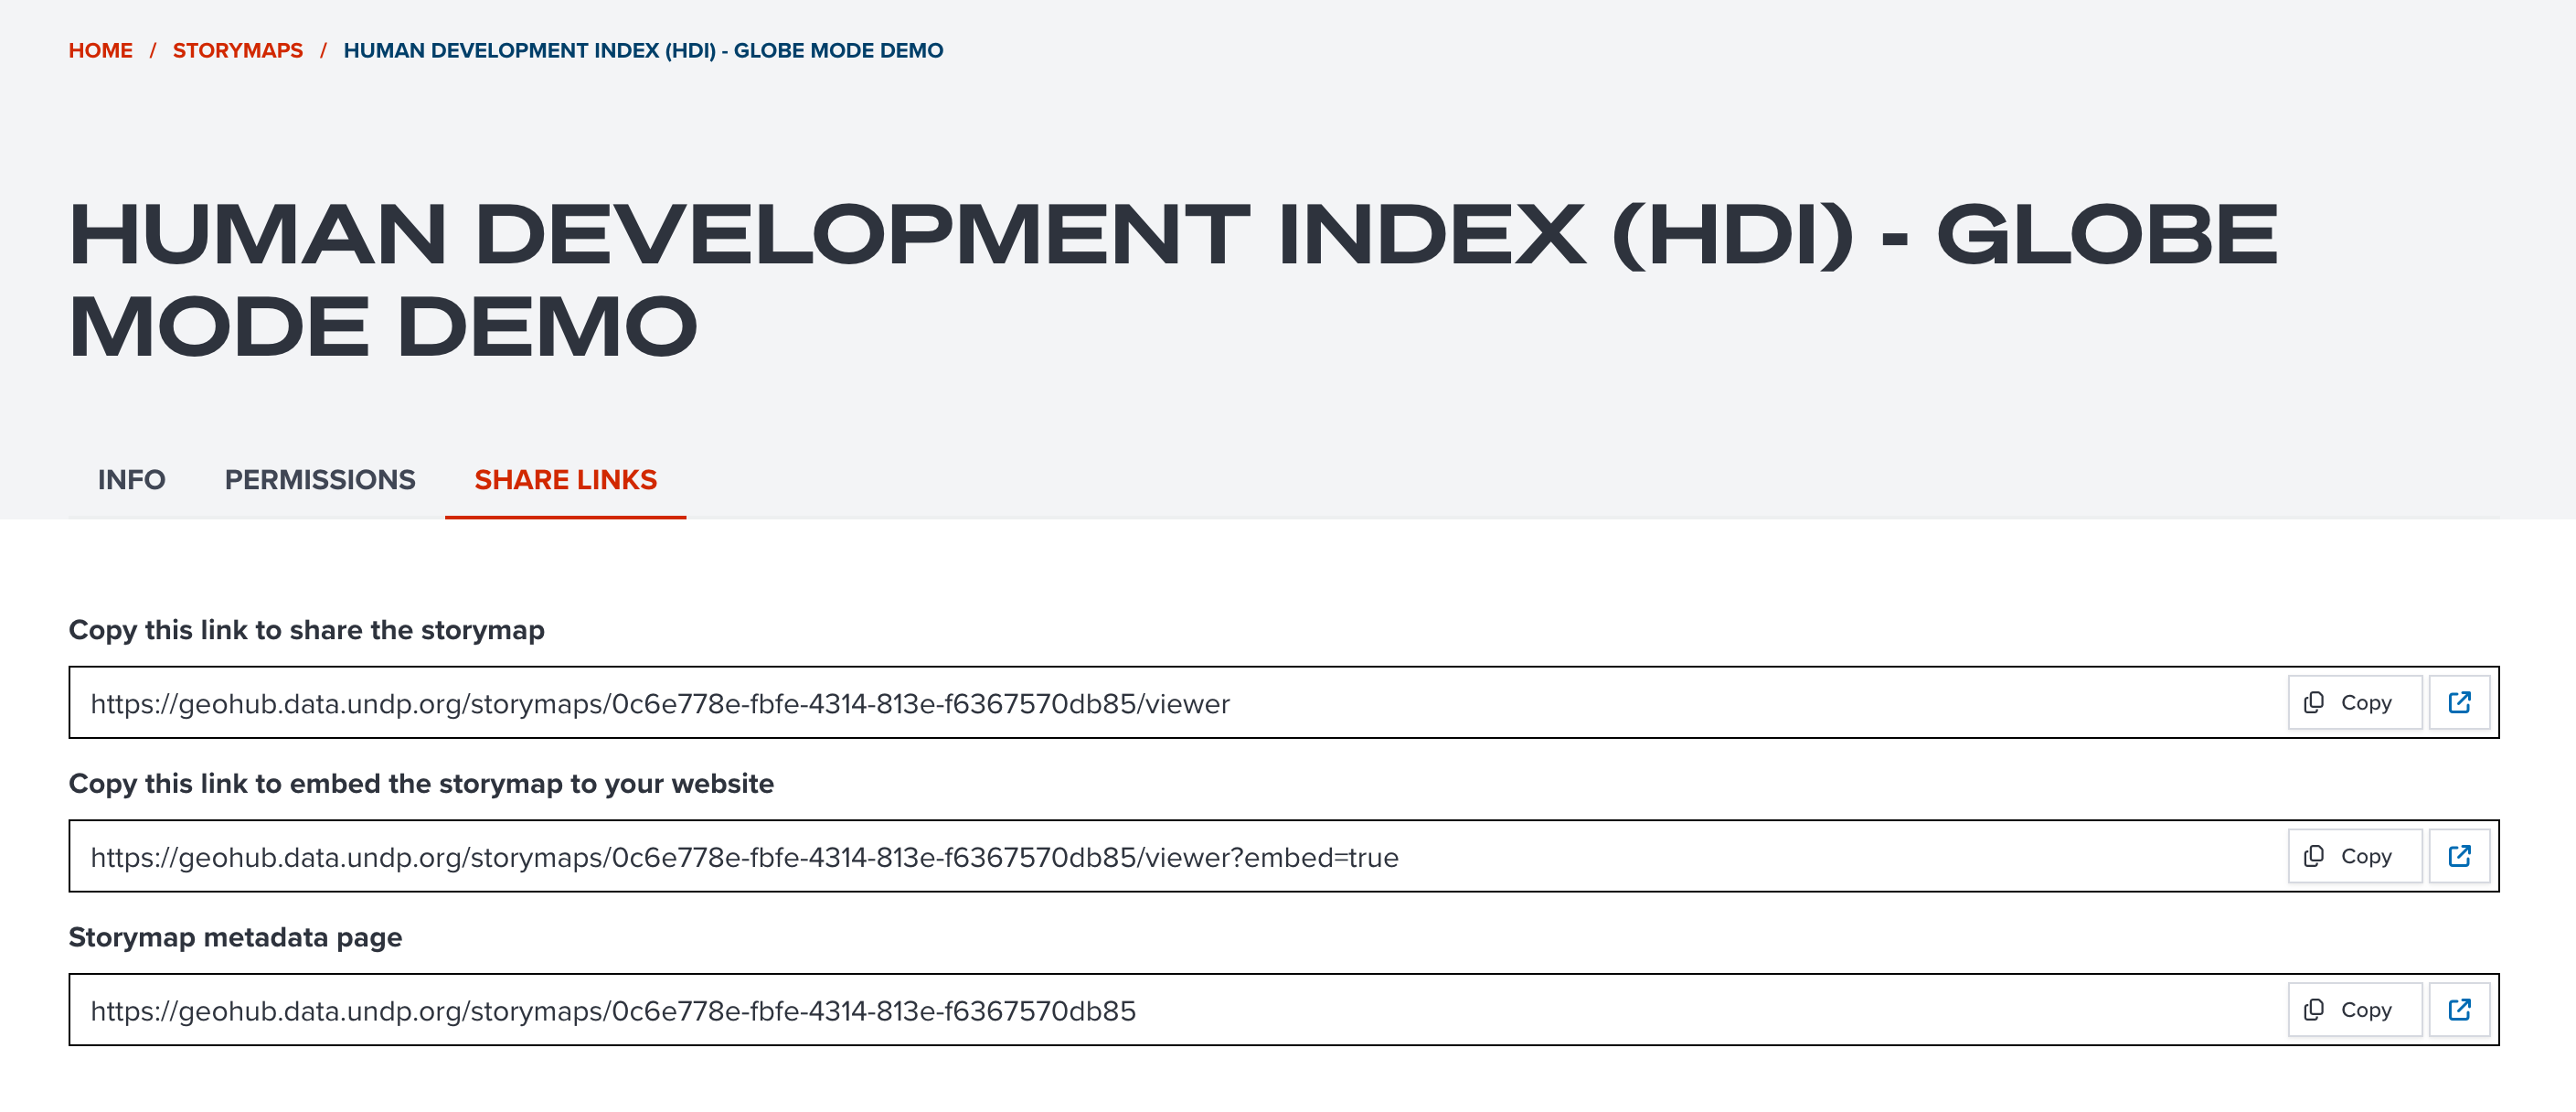 HOME / STORYMAPS / HUMAN DEVELOPMENT INDEX (HDI) - GLOBE MODE DEMO
HUMAN DEVELOPMENT INDEX (HDI) - GLOBE
MODE DEMO
INFO PERMISSIONS SHARE LINKS
Copy this link to share the storymap
https://geohub.data.undp.org/storymaps/0c6e778e-fbfe-4314-813e-f6367570db85/viewer Copy
Copy this link to embed the storymap to your website
https://geohub.data.undp.org/storymaps/0c6e778e-fbfe-4314-813e-f6367570db85/viewer?embed=true Copy
Storymap metadata page
https://geohub.data.undp.org/storymaps/0c6e778e-fbfe-4314-813e-f6367570db85 Copy